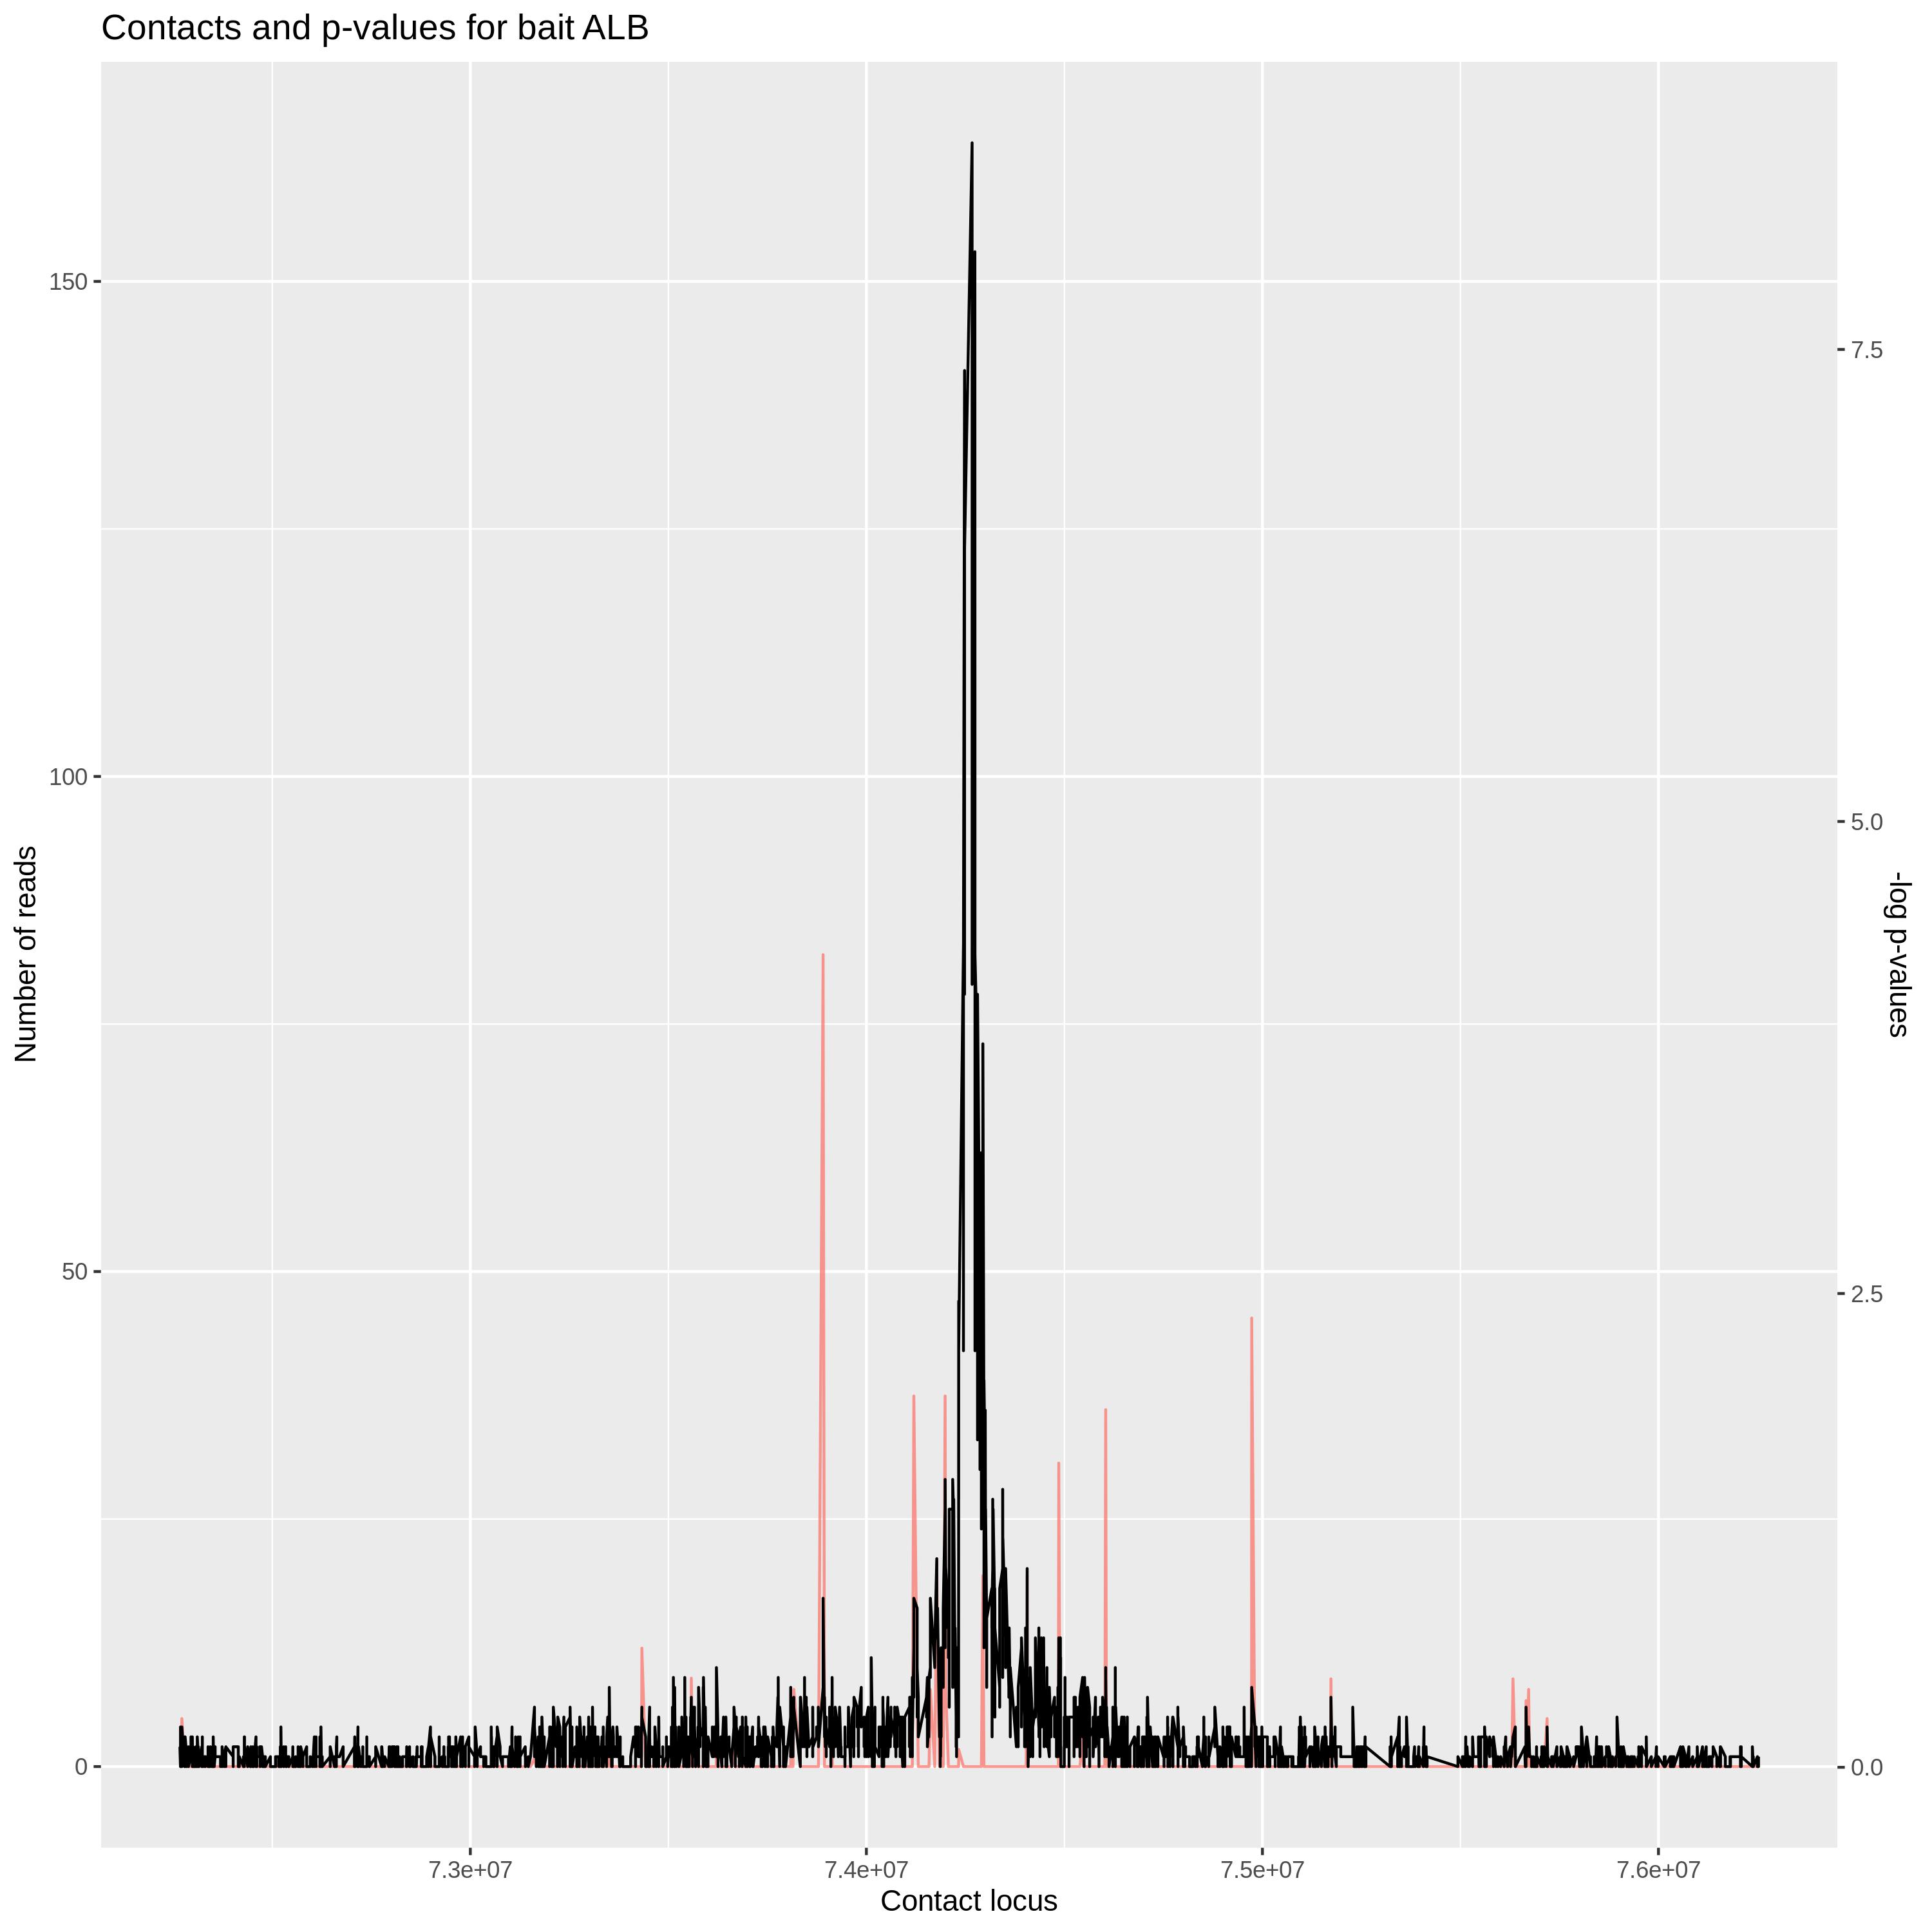 Contacts and p-values for bait ALB
150
100
50
0
Number of reads
7.5
5.0
2.5
0.0
-log p-values
7.3e+07
7.4e+07
7.5e+07
7.6e+07
Contact locus